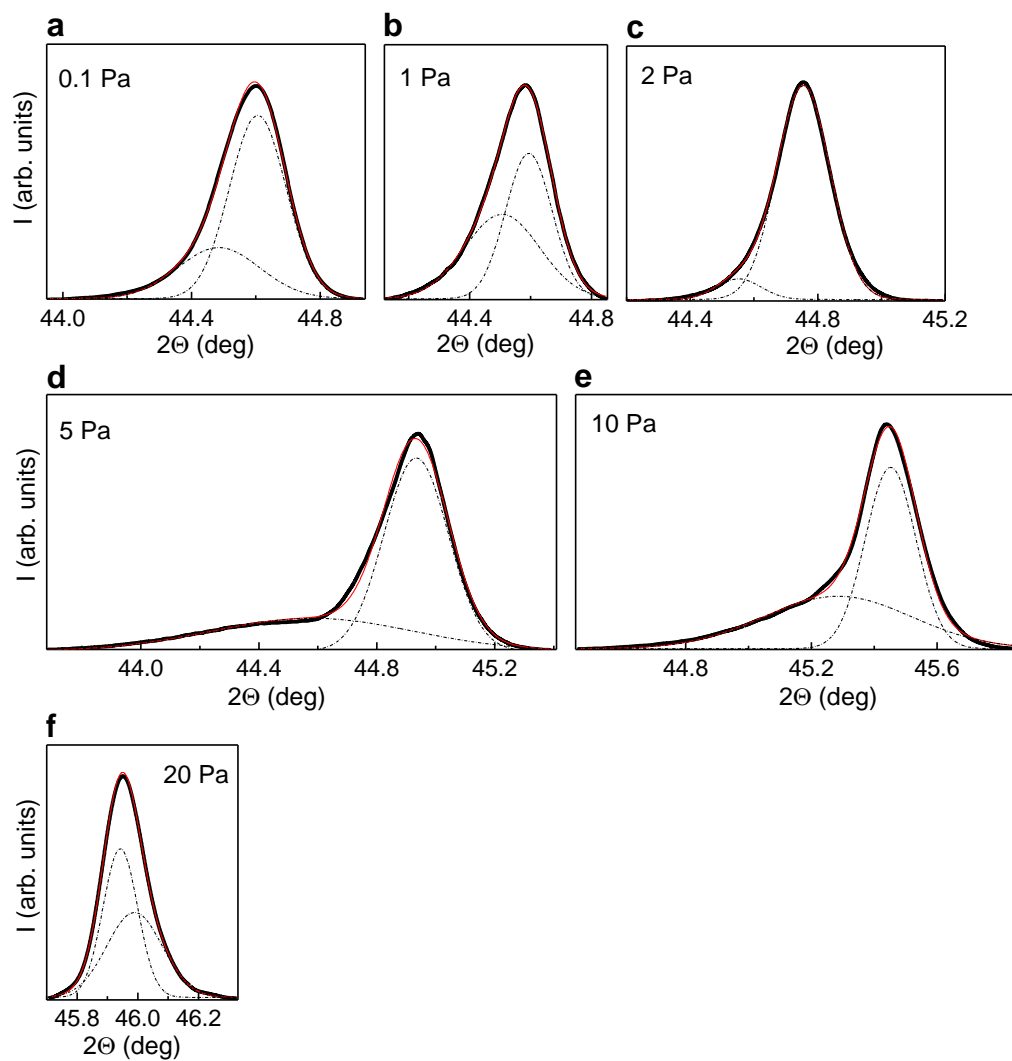 a
0.1 Pa
I (arb. units)
44.0 44.4 44.8
2Θ (deg)
b
1 Pa
44.4 44.8
2Θ (deg)
c
2 Pa
44.4 44.8 45.2
2Θ (deg)
d
5 Pa
I (arb. units)
44.0 44.4 44.8 45.2
2Θ (deg)
e
10 Pa
I (arb. units)
44.8 45.2 45.6
2Θ (deg)
f
20 Pa
I (arb. units)
45.8 46.0 46.2
2Θ (deg)